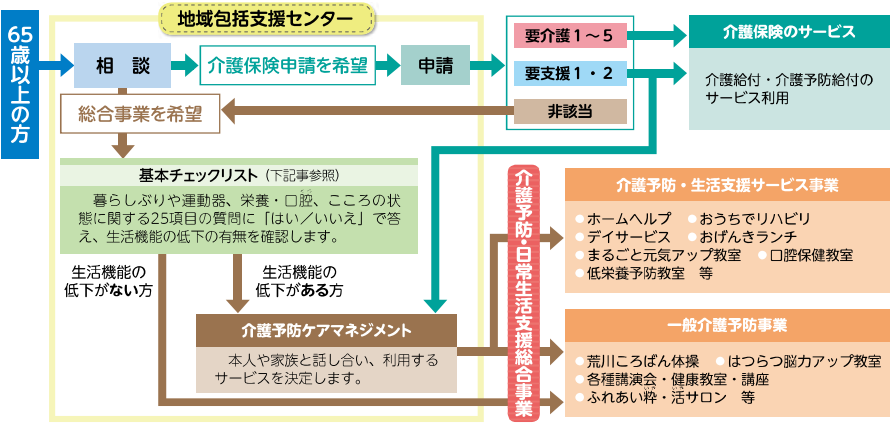 地域包括支援センター
65歳以上の方
相　談
介護保険申請を希望
申請
要介護１～５
要支援１・２
非該当
介護保険のサービス
介護給付・介護予防給付の
サービス利用
総合事業を希望
基本チェックリスト（下記事参照）
暮らしぶりや運動器、栄養・口腔、こころの状
態に関する25項目の質問に「はい／いいえ」で答
え、生活機能の低下の有無を確認します。
生活機能の
低下がない方
生活機能の
低下がある方
介護予防ケアマネジメント
本人や家族と話し合い、利用する
サービスを決定します。
介護予防・日常生活支援総合事業
介護予防・生活支援サービス事業
●ホームヘルプ　●おうちでリハビリ
●デイサービス　●おげんきランチ
●まるごと元気アップ教室　●口腔保健教室
●低栄養予防教室　等
一般介護予防事業
●荒川ころばん体操　●はつらつ脳力アップ教室
●各種講演会・健康教室・講座
●ふれあい粋・活サロン　等